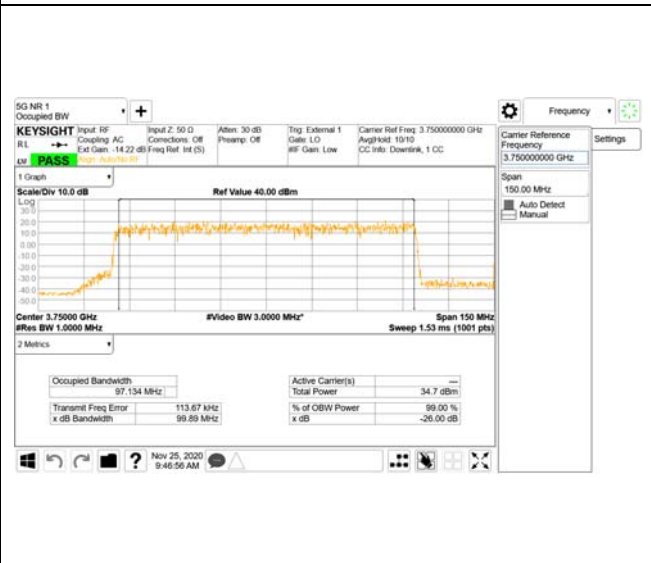 5G NR 1
Occupied BW
Frequency
KEYSIGHT
Input: RF
Coupling: AC
Ext Gain: -14.22 dB
Align: Auto/No RF
Input Z: 50 Ω
Corrections: Off
Freq Ref: Int (S)
Atten: 30 dB
Preamp: Off
Trig: External 1
Gate: LO
#IF Gain: Low
Carrier Ref Freq: 3.750000000 GHz
Avg|Hold: 10/10
CC Info: Downlink, 1 CC
RL
PASS
Carrier Reference
Frequency
3.750000000 GHz
Settings
Span
150.00 MHz
Auto Detect
Manual
1 Graph
Scale/Div 10.0 dB
Ref Value 40.00 dBm
Log
30.0
20.0
10.0
0.00
-10.0
-20.0
-30.0
-40.0
-50.0
Center 3.75000 GHz
#Video BW 3.0000 MHz*
Span 150 MHz
#Res BW 1.0000 MHz
Sweep 1.53 ms (1001 pts)
2 Metrics
Occupied Bandwidth
97.134 MHz
Active Carrier(s) ---
Total Power 34.7 dBm
Transmit Freq Error 113.67 kHz
% of OBW Power 99.00 %
x dB Bandwidth 99.89 MHz
x dB -26.00 dB
?
Nov 25, 2020
9:46:56 AM